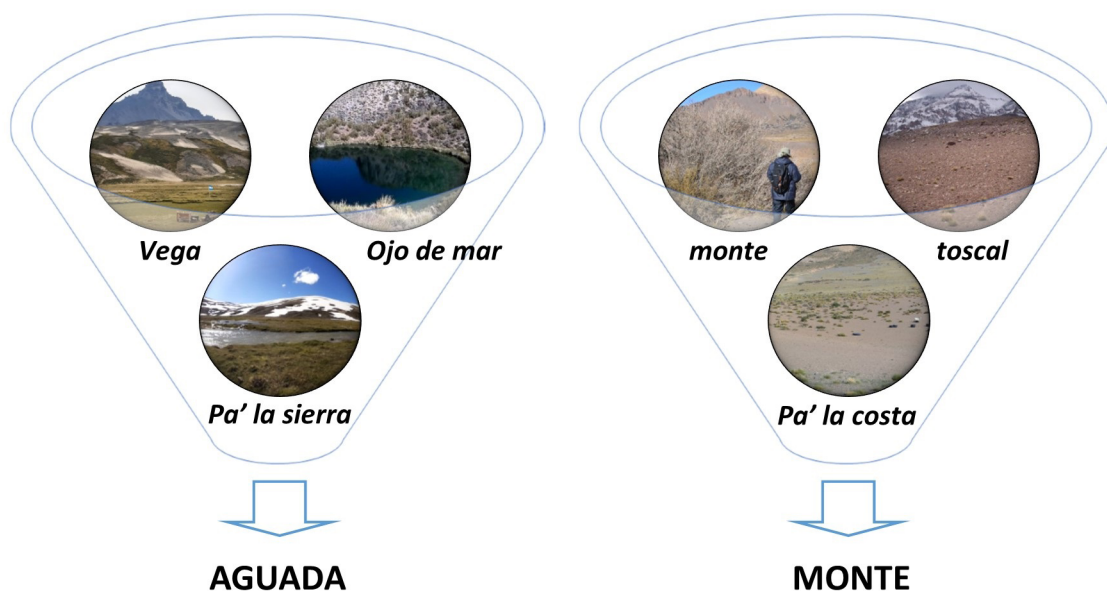 Vega
Ojo de mar
Pa’ la sierra
AGUADA
monte
toscal
Pa’ la costa
MONTE